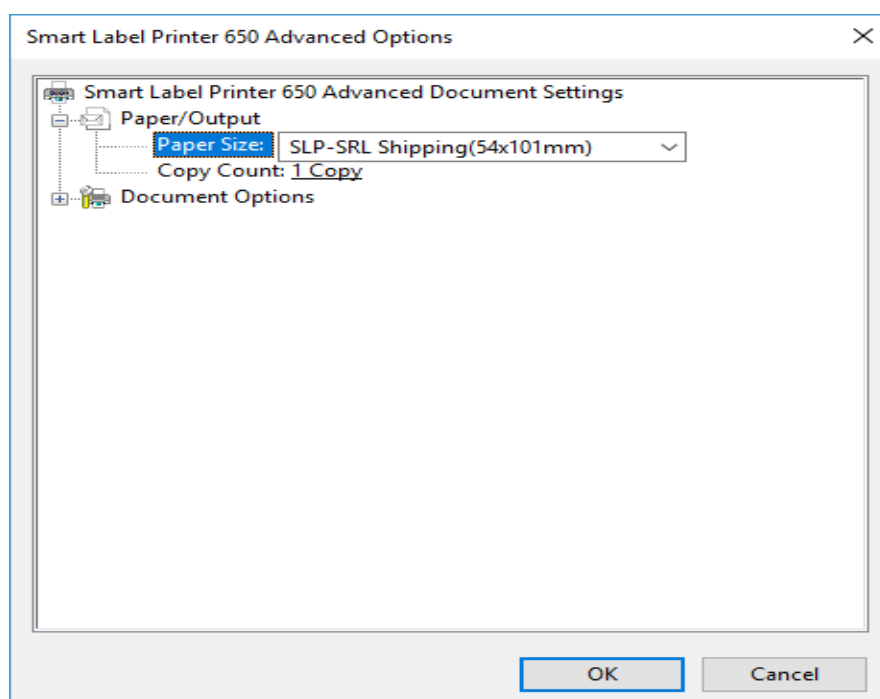 Smart Label Printer 650 Advanced Options
Smart Label Printer 650 Advanced Document Settings
Paper/Output
Paper Size: SLP-SRL Shipping(54x101mm)
Copy Count: 1 Copy
Document Options
OK Cancel